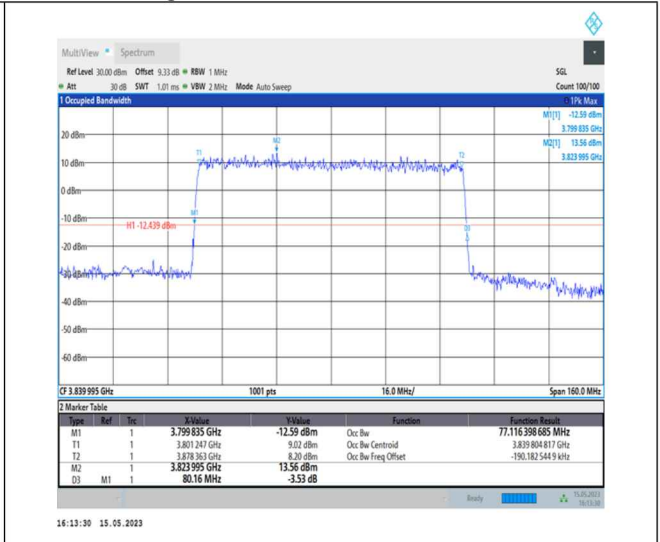 MultiView Spectrum
Ref Level 30.00 dBm Offset 9.33 dB RBW 1 MHz SGL
Att 30 dB SWT 1.01 ms VBW 2 MHz Mode Auto Sweep Count 100/100
1 Occupied Bandwidth 1Pk Max
M1[1] -12.59 dBm
3.799 835 GHz
M2[1] 13.56 dBm
3.823 995 GHz
20 dBm
M2
T1
T2
10 dBm
0 dBm
-10 dBm
M1
H1 -12.439 dBm
D3
-20 dBm
-30 dBm
-40 dBm
-50 dBm
-60 dBm
CF 3.839 995 GHz 1001 pts 16.0 MHz/ Span 160.0 MHz
2 Marker Table
Type Ref Trc X-Value Y-Value Function Function Result
M1 1 3.799 835 GHz -12.59 dBm Occ Bw 77.116 398 685 MHz
T1 1 3.801 247 GHz 9.02 dBm Occ Bw Centroid 3.839 804 817 GHz
T2 1 3.878 363 GHz 8.20 dBm Occ Bw Freq Offset -190.182 544 9 kHz
M2 1 3.823 995 GHz 13.56 dBm
D3 M1 1 80.16 MHz -3.53 dB
Ready 15.05.2023
16:13:30
16:13:30 15.05.2023